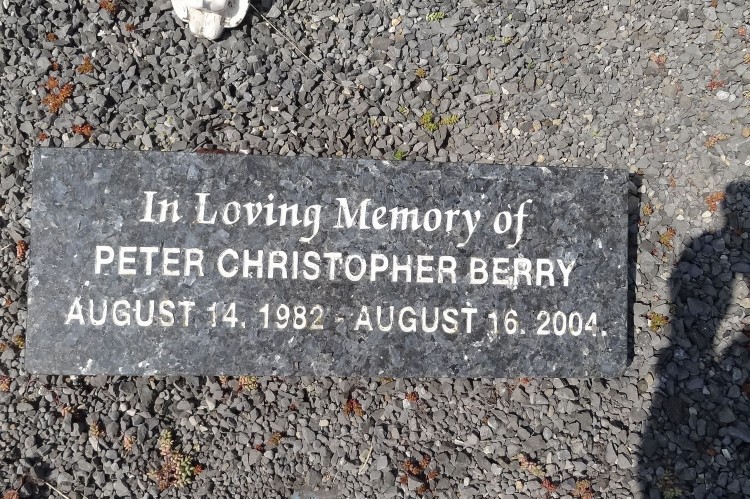 In Loving Memory of
PETER CHRISTOPHER BERRY
AUGUST 14. 1982 - AUGUST 16. 2004.